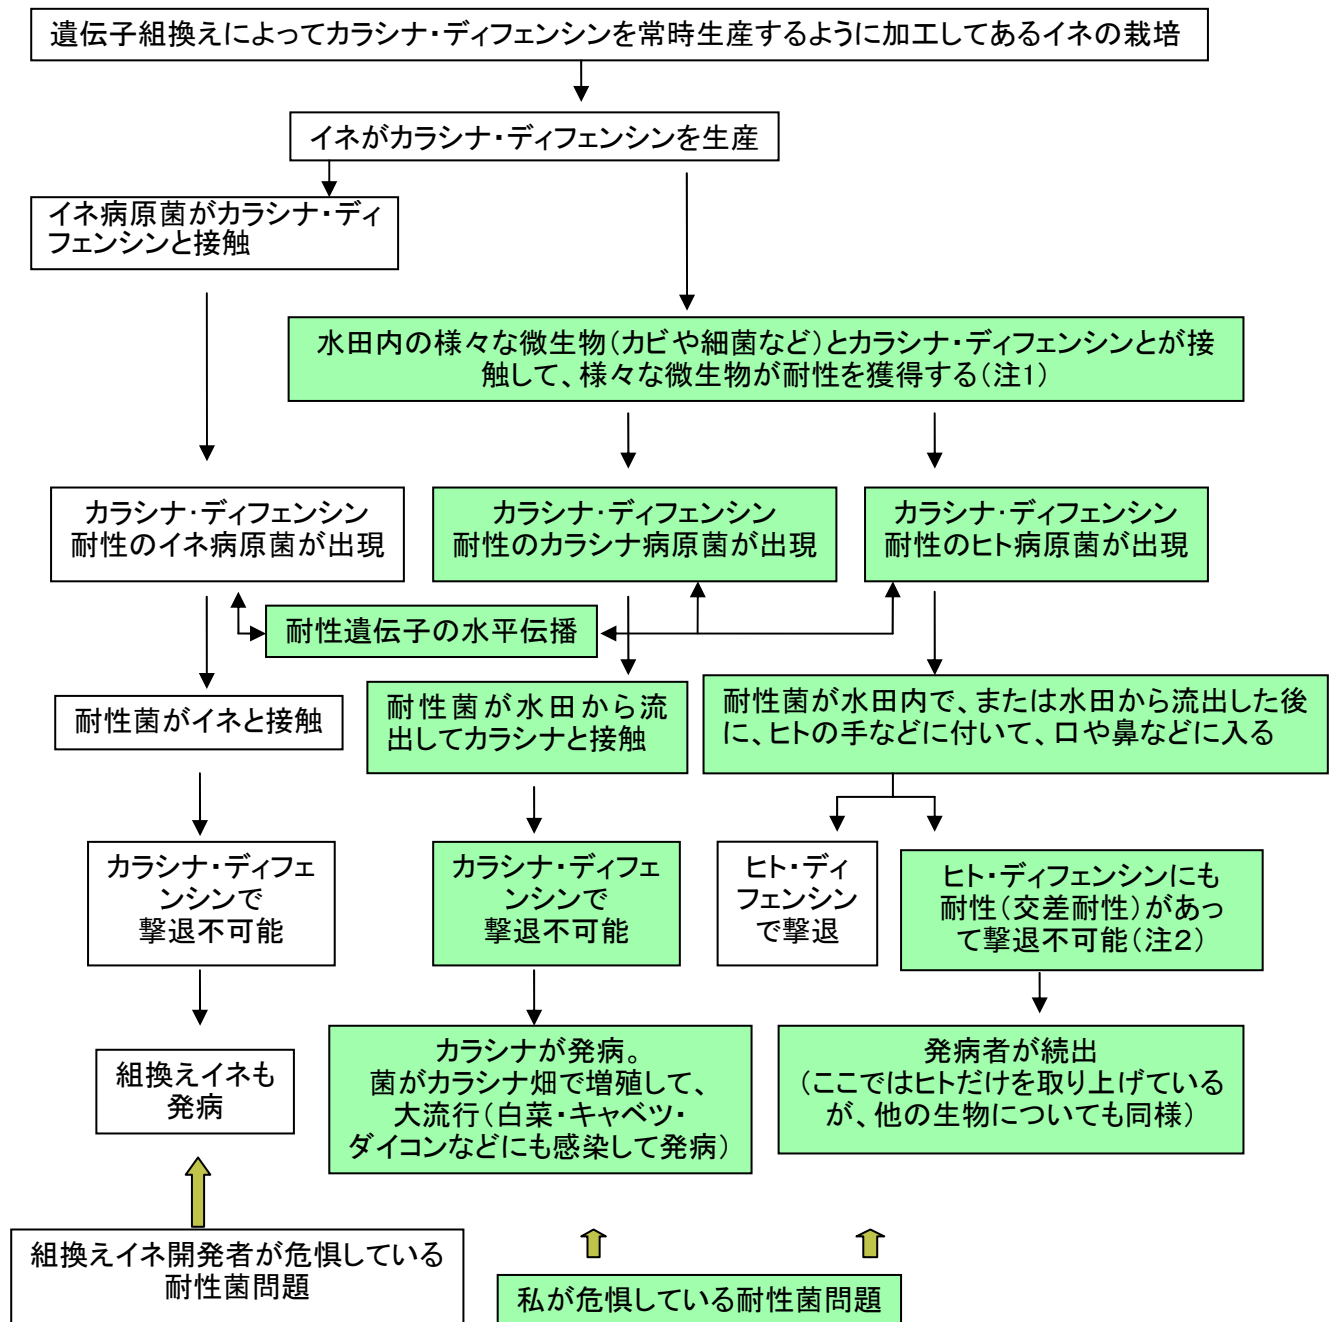 遺伝子組換えによってカラシナ・ディフェンシンを常時生産するように加工してあるイネの栽培
イネがカラシナ・ディフェンシンを生産
イネ病原菌がカラシナ・ディ
フェンシンと接触
水田内の様々な微生物(カビや細菌など)とカラシナ・ディフェンシンとが接
触して、様々な微生物が耐性を獲得する(注1)
カラシナ・ディフェンシン
耐性のイネ病原菌が出現
カラシナ・ディフェンシン
耐性のカラシナ病原菌が出現
カラシナ・ディフェンシン
耐性のヒト病原菌が出現
耐性遺伝子の水平伝播
耐性菌がイネと接触
耐性菌が水田から流
出してカラシナと接触
耐性菌が水田内で、または水田から流出した後
に、ヒトの手などに付いて、口や鼻などに入る
カラシナ・ディフェ
ンシンで
撃退不可能
カラシナ・ディフェ
ンシンで
撃退不可能
ヒト・ディ
フェンシン
で撃退
ヒト・ディフェンシンにも
耐性(交差耐性)があっ
て撃退不可能(注2)
組換えイネも
発病
カラシナが発病。
菌がカラシナ畑で増殖して、
大流行(白菜・キャベツ・
ダイコンなどにも感染して発病)
発病者が続出
(ここではヒトだけを取り上げている
が、他の生物についても同様)
組換えイネ開発者が危惧している
耐性菌問題
私が危惧している耐性菌問題